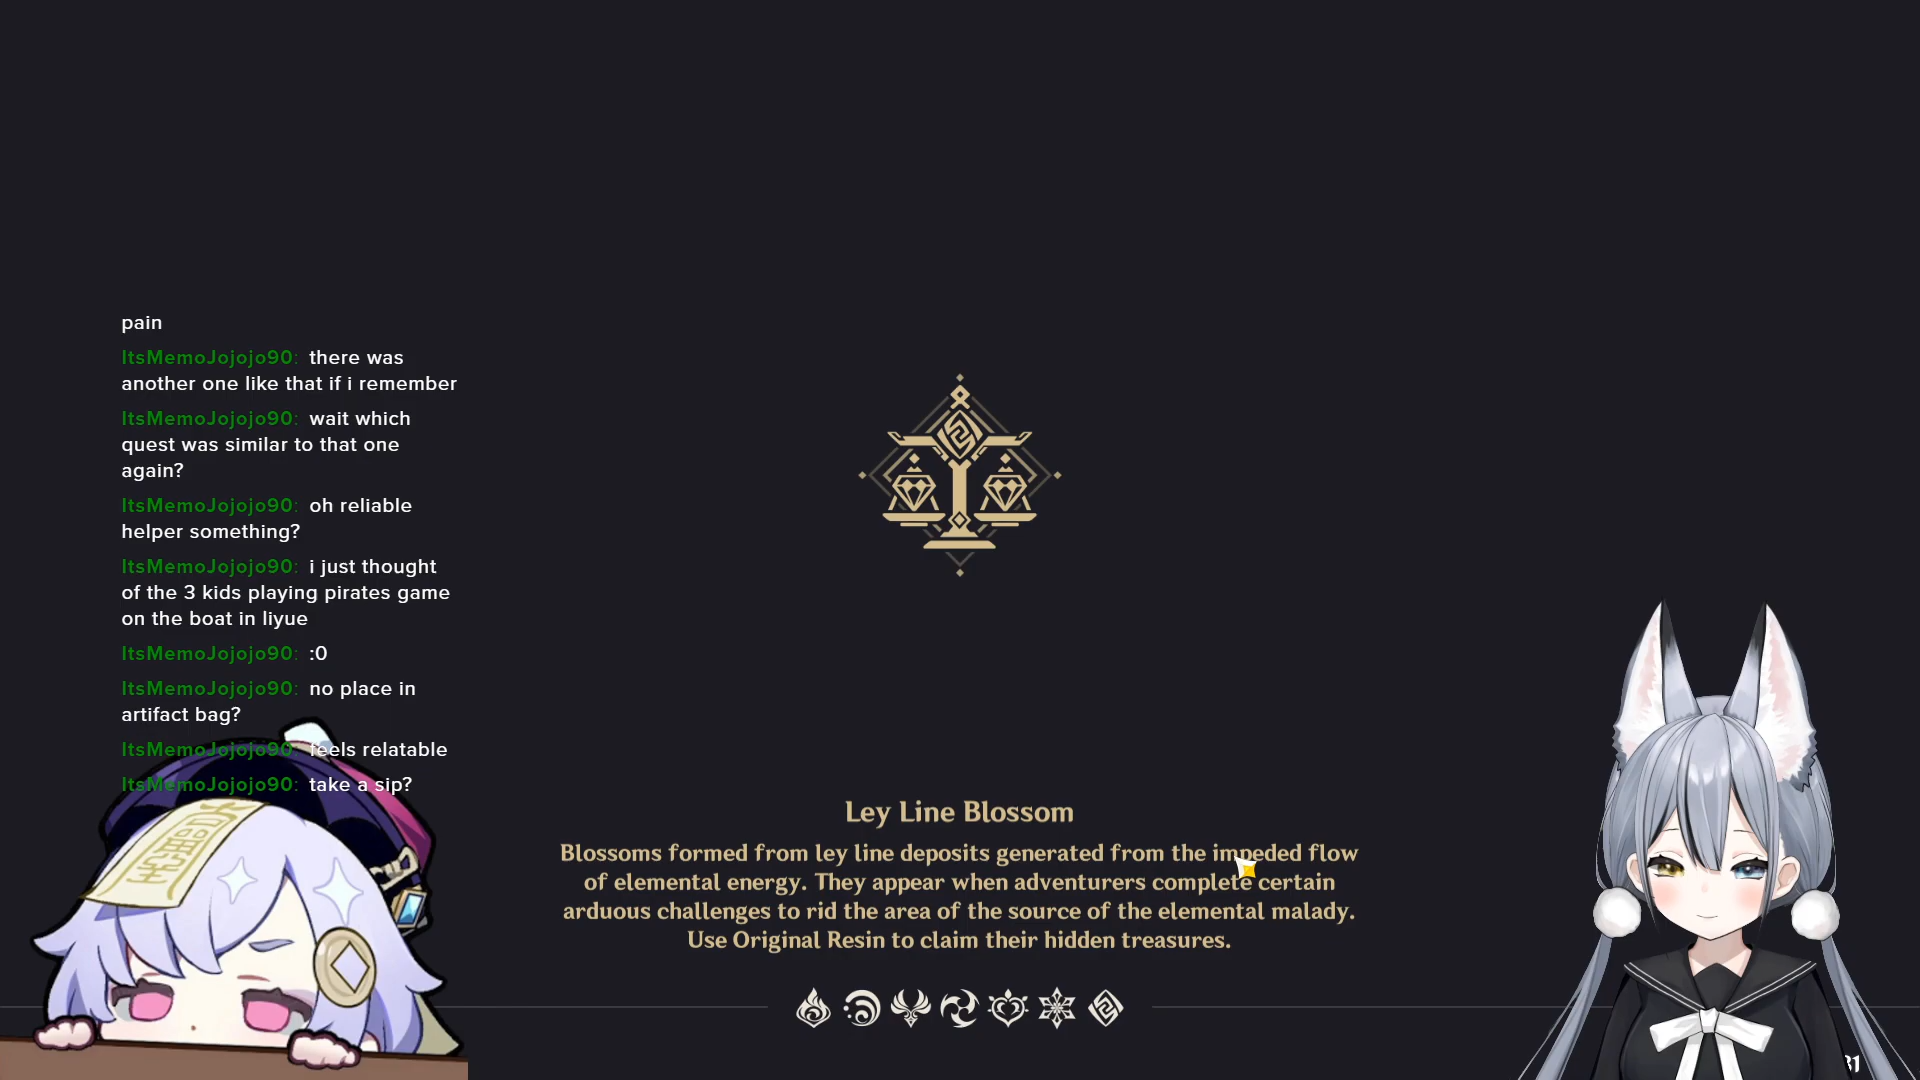 pain
ItsMemoJojojo90: there was
another one like that if i remember
ItsMemoJojojo90: wait which
quest was similar to that one
again?
ItsMemoJojojo90: oh reliable
helper something?
ItsMemoJojojo90: i just thought
of the 3 kids playing pirates game
on the boat in liyue
ItsMemoJojojo90: :0
ItsMemoJojojo90: no place in
artifact bag?
ItsMemoJojojo90: feels relatable
ItsMemoJojojo90: take a sip?
Ley Line Blossom
Blossoms formed from ley line deposits generated from the impeded flow
of elemental energy. They appear when adventurers complete certain
arduous challenges to rid the area of the source of the elemental malady.
Use Original Resin to claim their hidden treasures.